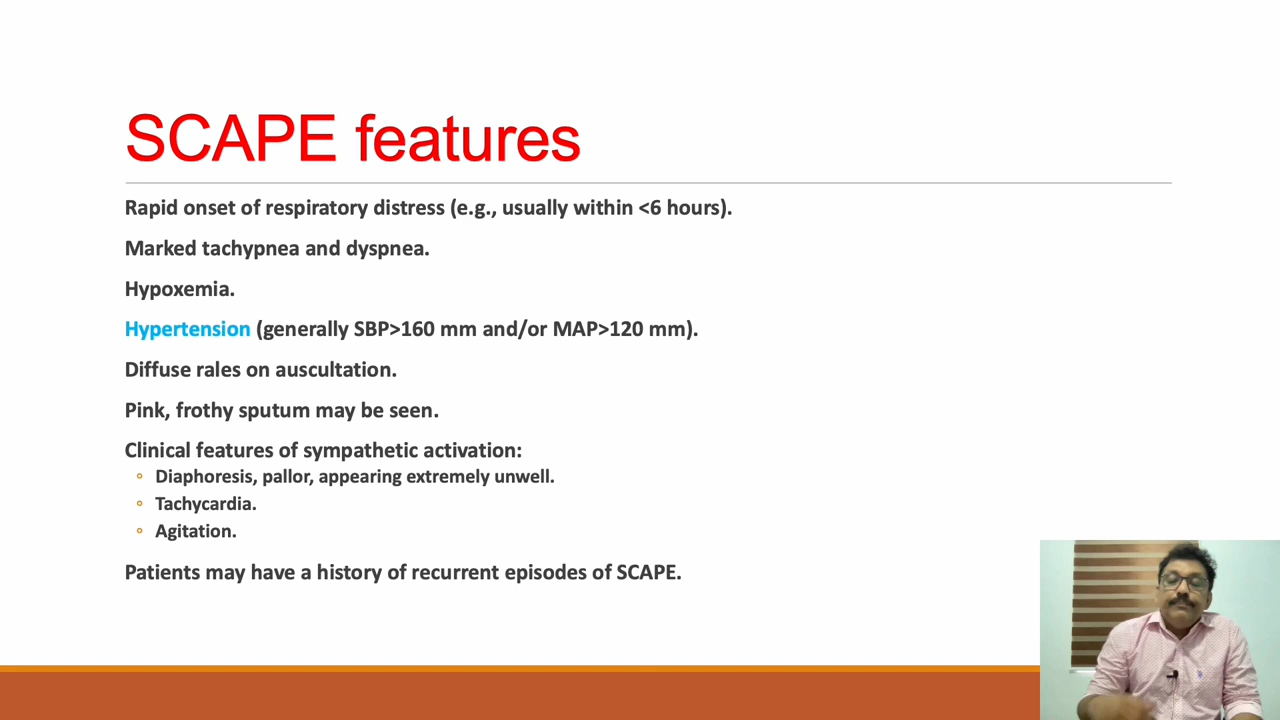 SCAPE features
Rapid onset of respiratory distress (e.g., usually within <6 hours).
Marked tachypnea and dyspnea.
Hypoxemia.
Hypertension (generally SBP>160 mm and/or MAP>120 mm).
Diffuse rales on auscultation.
Pink, frothy sputum may be seen.
Clinical features of sympathetic activation:
◦ Diaphoresis, pallor, appearing extremely unwell.
◦ Tachycardia.
◦ Agitation.
Patients may have a history of recurrent episodes of SCAPE.